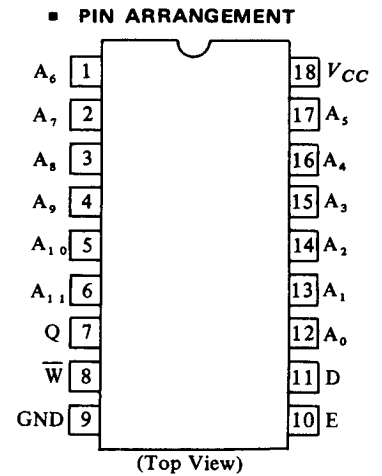 ■ PIN ARRANGEMENT
A₆ 1 18 V_CC
A₇ 2 17 A₅
A₈ 3 16 A₄
A₉ 4 15 A₃
A₁₀ 5 14 A₂
A₁₁ 6 13 A₁
Q 7 12 A₀
W̅ 8 11 D
GND 9 10 E
(Top View)